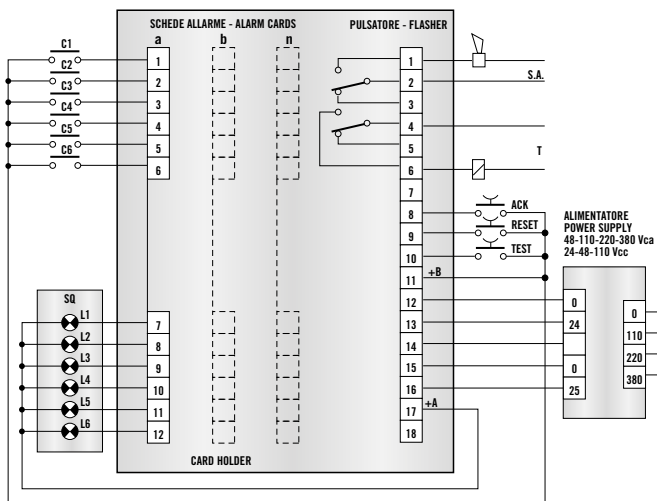 SCHEDE ALLARME - ALARM CARDS
PULSATORE - FLASHER
a b n
C1
C2
C3
C4
C5
C6
1
2
3
4
5
6
1
2
3
4
5
6
7
8
9
10
11
12
13
14
15
16
17
18
S.A.
T
ACK
RESET
TEST
+B
+A
ALIMENTATORE
POWER SUPPLY
48-110-220-380 Vca
24-48-110 Vcc
0
24
0
25
0
110
220
380
SQ
L1
L2
L3
L4
L5
L6
7
8
9
10
11
12
CARD HOLDER